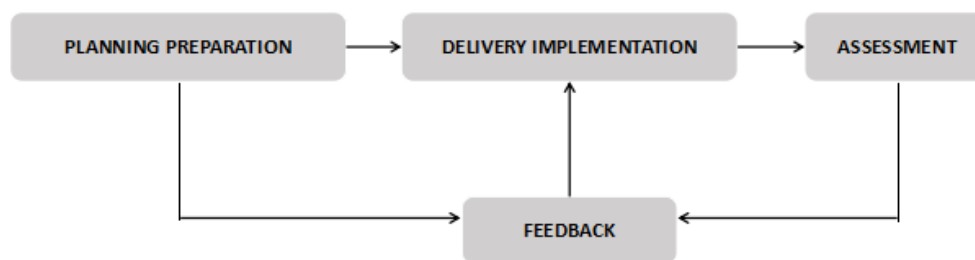 PLANNING PREPARATION
DELIVERY IMPLEMENTATION
ASSESSMENT
FEEDBACK